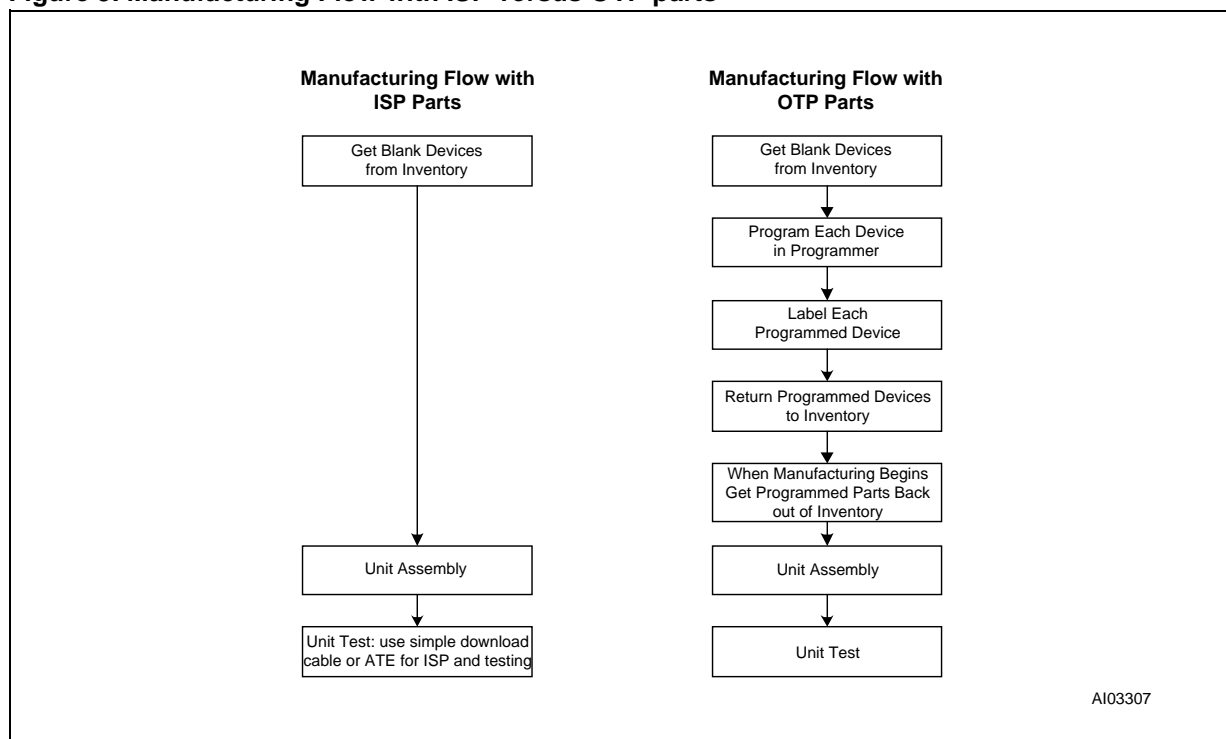 Manufacturing Flow with
ISP Parts
Get Blank Devices
from Inventory
Unit Assembly
Unit Test: use simple download
cable or ATE for ISP and testing
Manufacturing Flow with
OTP Parts
Get Blank Devices
from Inventory
Program Each Device
in Programmer
Label Each
Programmed Device
Return Programmed Devices
to Inventory
When Manufacturing Begins
Get Programmed Parts Back
out of Inventory
Unit Assembly
Unit Test
AI03307